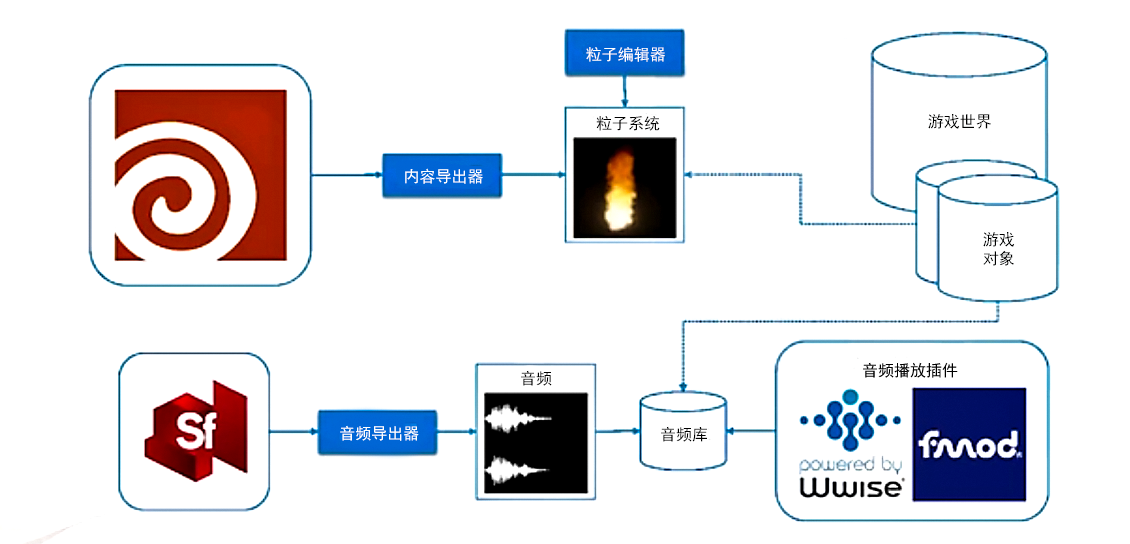 粒子编辑器
粒子系统
游戏世界
内容导出器
游戏
对象
音频播放插件
音频
Sf
音频导出器
音频库
powered by
wwise
fmod